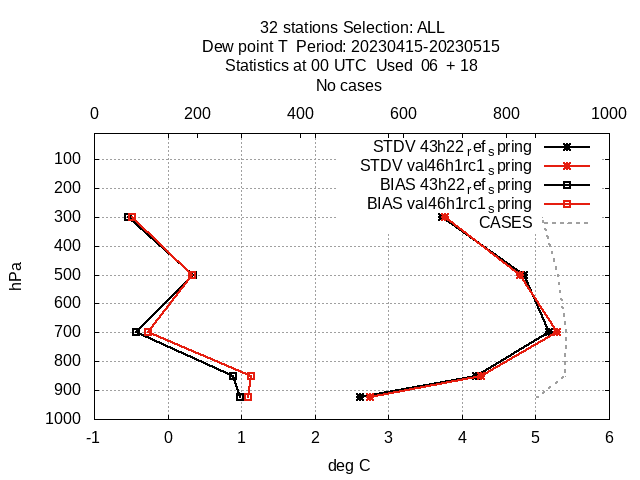 32 stations Selection: ALL
Dew point T  Period: 20230415-20230515
Statistics at 00 UTC  Used  06  + 18
No cases
0 200 400 600 800 1000
STDV 43h22_ref_spring
STDV val46h1rc1_spring
BIAS 43h22_ref_spring
BIAS val46h1rc1_spring
CASES
100
200
300
400
500
600
700
800
900
1000
hPa
-1 0 1 2 3 4 5 6
deg C